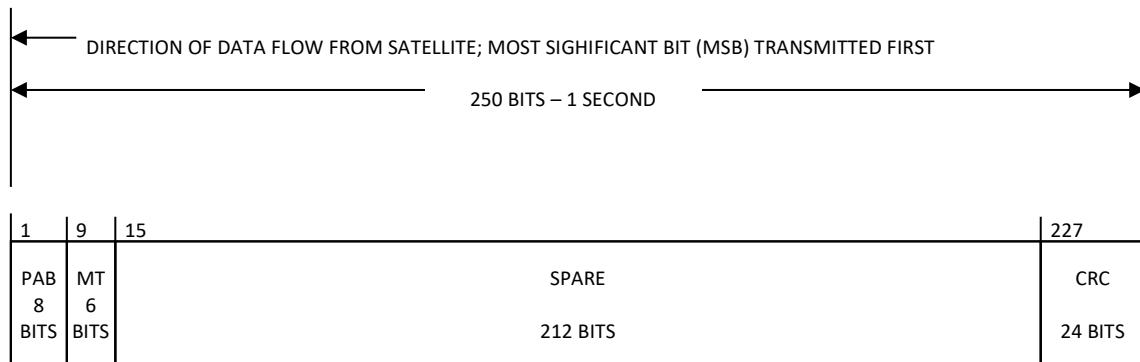 DIRECTION OF DATA FLOW FROM SATELLITE; MOST SIGHIFICANT BIT (MSB) TRANSMITTED FIRST
250 BITS – 1 SECOND
1 9 15 227
PAB MT SPARE CRC
8 6
BITS BITS 212 BITS 24 BITS